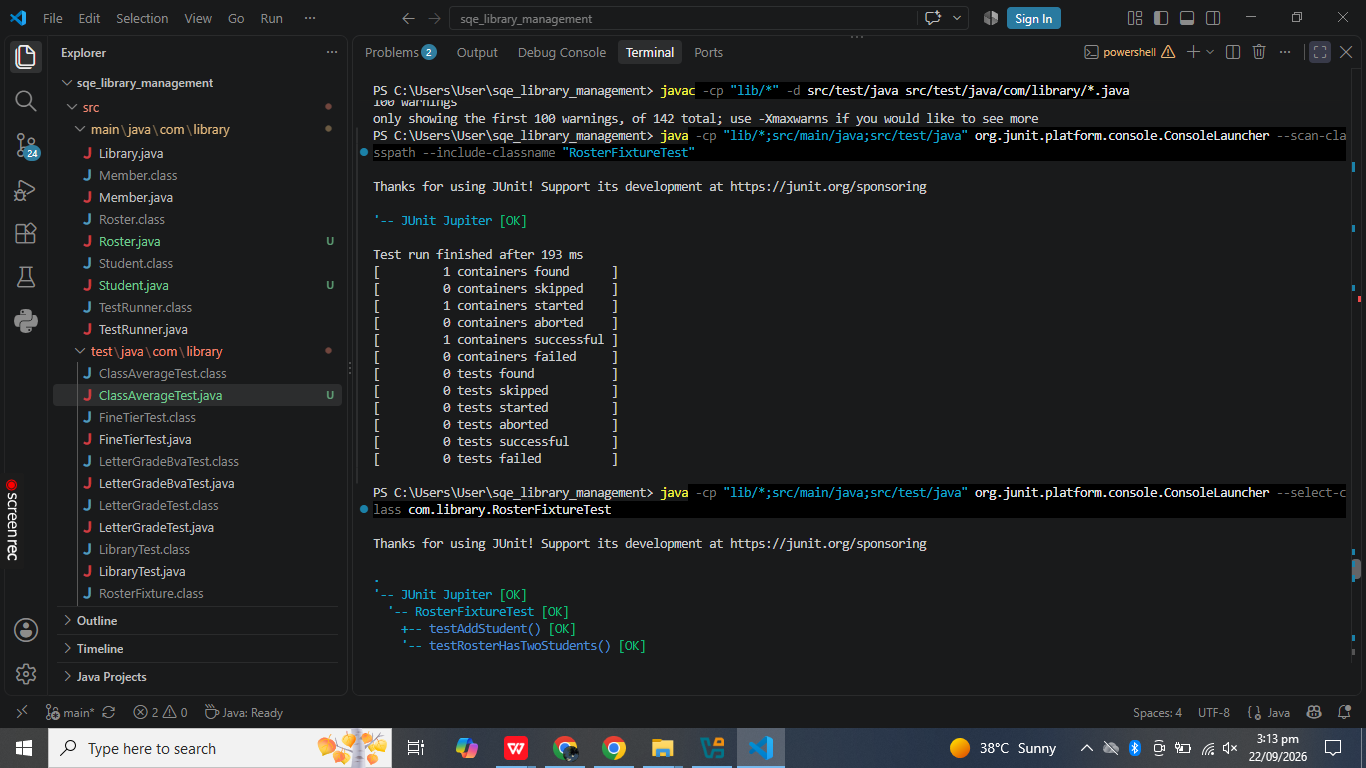 File Edit Selection View Go Run ···
sqe_library_management
Sign In
Explorer ···
sqe_library_management
src
main\java\com\library
Library.java
Member.class
Member.java
Roster.class
Roster.java U
Student.class
Student.java U
TestRunner.class
TestRunner.java
test\java\com\library
ClassAverageTest.class
ClassAverageTest.java U
FineTierTest.class
FineTierTest.java
LetterGradeBvaTest.class
LetterGradeBvaTest.java
LetterGradeTest.class
LetterGradeTest.java
LibraryTest.class
LibraryTest.java
RosterFixture.class
Outline
Timeline
Java Projects
24
screenrec
Problems 2 Output Debug Console Terminal Ports
powershell
PS C:\Users\User\sqe_library_management> javac -cp "lib/*" -d src/test/java src/test/java/com/library/*.java
100 warnings
only showing the first 100 warnings, of 142 total; use -Xmaxwarns if you would like to see more
PS C:\Users\User\sqe_library_management> java -cp "lib/*;src/main/java;src/test/java" org.junit.platform.console.ConsoleLauncher --scan-cla
sspath --include-classname "RosterFixtureTest"
Thanks for using JUnit! Support its development at https://junit.org/sponsoring
'-- JUnit Jupiter [OK]
Test run finished after 193 ms
[ 1 containers found ]
[ 0 containers skipped ]
[ 1 containers started ]
[ 0 containers aborted ]
[ 1 containers successful ]
[ 0 containers failed ]
[ 0 tests found ]
[ 0 tests skipped ]
[ 0 tests started ]
[ 0 tests aborted ]
[ 0 tests successful ]
[ 0 tests failed ]
PS C:\Users\User\sqe_library_management> java -cp "lib/*;src/main/java;src/test/java" org.junit.platform.console.ConsoleLauncher --select-c
lass com.library.RosterFixtureTest
Thanks for using JUnit! Support its development at https://junit.org/sponsoring
.
'-- JUnit Jupiter [OK]
'-- RosterFixtureTest [OK]
+-- testAddStudent() [OK]
'-- testRosterHasTwoStudents() [OK]
main* 2 0 Java: Ready
Spaces: 4 UTF-8 {} Java
Type here to search
38°C Sunny
3:13 pm
22/09/2026